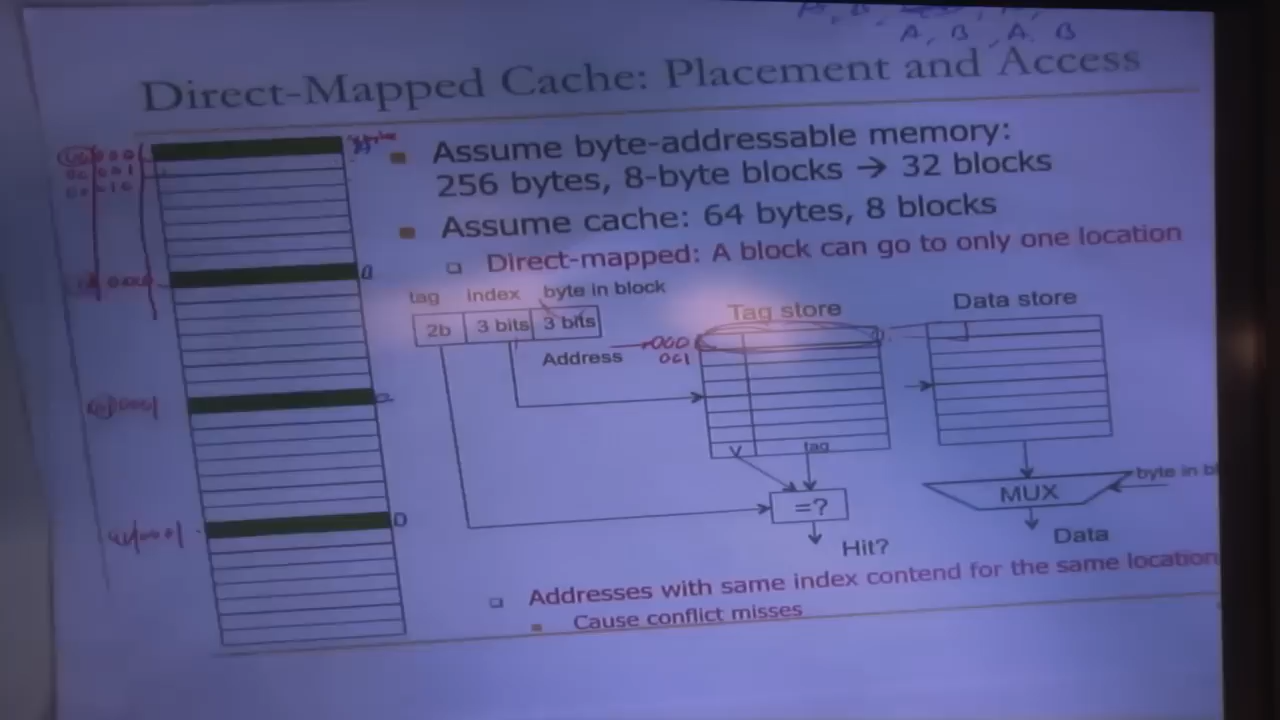 A, B, A, B
Direct-Mapped Cache: Placement and Access
Assume byte-addressable memory:
256 bytes, 8-byte blocks → 32 blocks
Assume cache: 64 bytes, 8 blocks
Direct-mapped: A block can go to only one location
tag index byte in block
2b 3 bits 3 bits
Address
Tag store
000
001
V tag
=?
Hit?
Data store
MUX
byte in bl
Data
Addresses with same index contend for the same location
Cause conflict misses